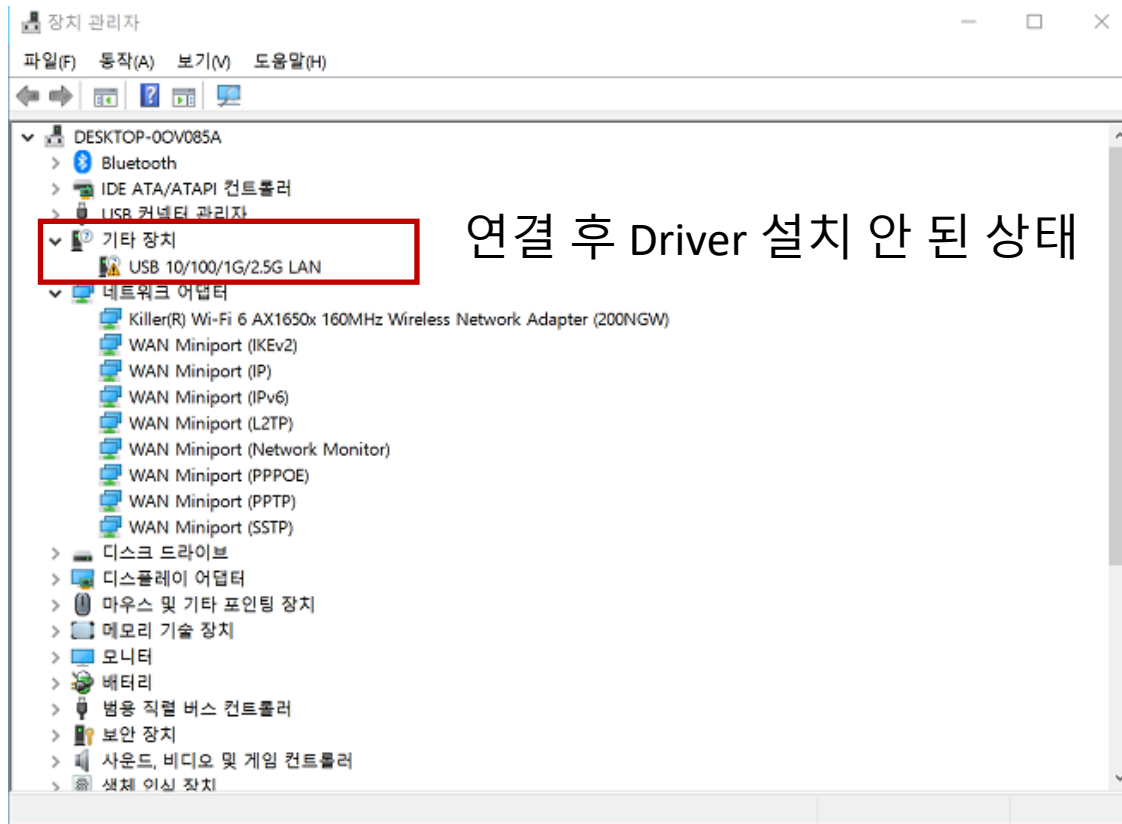 장치 관리자
파일(F) 동작(A) 보기(V) 도움말(H)
DESKTOP-0OV085A
Bluetooth
IDE ATA/ATAPI 컨트롤러
USB 커넥터 관리자
기타 장치
연결 후 Driver 설치 안 된 상태
USB 10/100/1G/2.5G LAN
네트워크 어댑터
Killer(R) Wi-Fi 6 AX1650x 160MHz Wireless Network Adapter (200NGW)
WAN Miniport (IKEv2)
WAN Miniport (IP)
WAN Miniport (IPv6)
WAN Miniport (L2TP)
WAN Miniport (Network Monitor)
WAN Miniport (PPPOE)
WAN Miniport (PPTP)
WAN Miniport (SSTP)
디스크 드라이브
디스플레이 어댑터
마우스 및 기타 포인팅 장치
메모리 기술 장치
모니터
배터리
범용 직렬 버스 컨트롤러
보안 장치
사운드, 비디오 및 게임 컨트롤러
생체 인식 장치